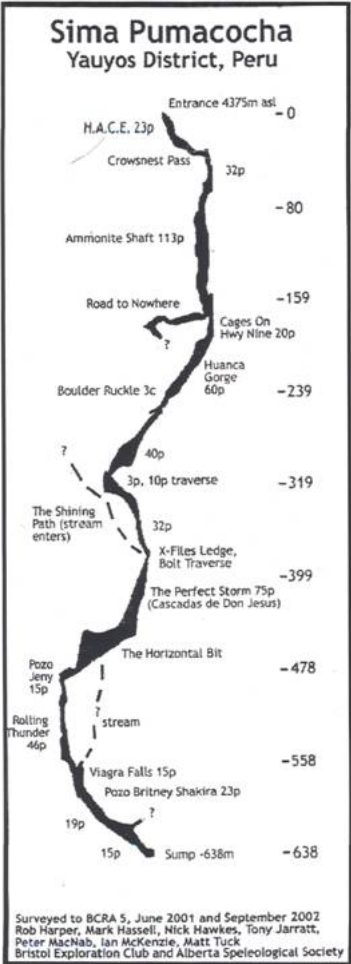 Sima Pumacocha
Yauyos District, Peru
Entrance 4375m asl
-0
H.A.C.E. 23p
Crowsnest Pass
32p
-80
Ammonite Shaft 113p
-159
Road to Nowhere
Cages On
Hwy Nine 20p
?
Huanca
Gorge
60p
-239
Boulder Ruckle 3c
40p
?
3p, 10p traverse
-319
The Shining
Path (stream
enters)
32p
X-Files Ledge,
Bolt Traverse
-399
The Perfect Storm 75p
(Cascadas de Don Jesus)
The Horizontal Bit
-478
Pozo
Jeny
15p
?
stream
Rolling
Thunder
46p
-558
Viagra Falls 15p
Pozo Britney Shakira 23p
?
19p
15p
Sump -638m
-638
Surveyed to BCRA 5, June 2001 and September 2002
Rob Harper, Mark Hassell, Nick Hawkes, Tony Jarratt,
Peter MacNab, Ian McKenzie, Matt Tuck
Bristol Exploration Club and Alberta Speleological Society